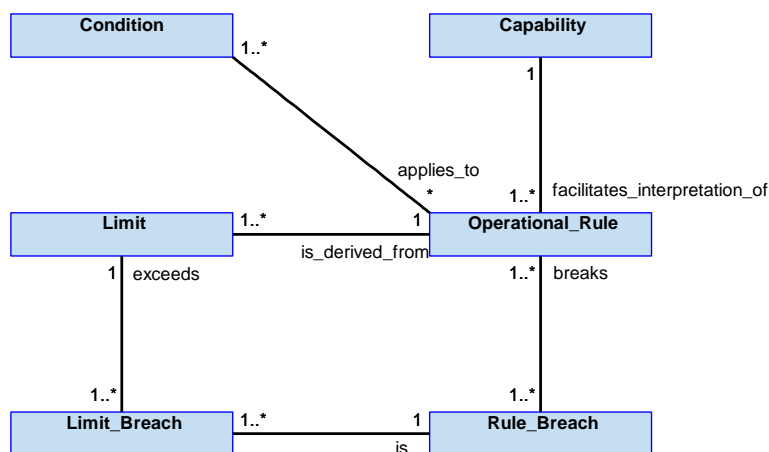 Condition
Capability
1..*
1
applies_to
*
1..*
facilitates_interpretation_of
Limit
1..*
1
Operational_Rule
is_derived_from
1
exceeds
1..*
breaks
1..*
1..*
Limit_Breach
1..*
1
Rule_Breach
is